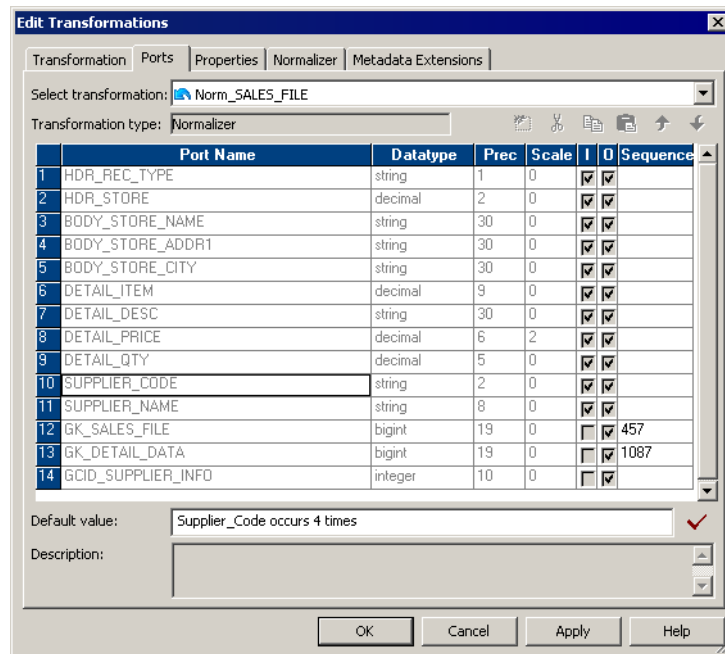 Edit Transformations
Transformation Ports Properties Normalizer Metadata Extensions
Select transformation: Norm_SALES_FILE
Transformation type: Normalizer
Port Name Datatype Prec Scale I O Sequence
1 HDR_REC_TYPE string 1 0
2 HDR_STORE decimal 2 0
3 BODY_STORE_NAME string 30 0
4 BODY_STORE_ADDR1 string 30 0
5 BODY_STORE_CITY string 30 0
6 DETAIL_ITEM decimal 9 0
7 DETAIL_DESC string 30 0
8 DETAIL_PRICE decimal 6 2
9 DETAIL_QTY decimal 5 0
10 SUPPLIER_CODE string 2 0
11 SUPPLIER_NAME string 8 0
12 GK_SALES_FILE bigint 19 0 457
13 GK_DETAIL_DATA bigint 19 0 1087
14 GCID_SUPPLIER_INFO integer 10 0
Default value: Supplier_Code occurs 4 times
Description:
OK Cancel Apply Help